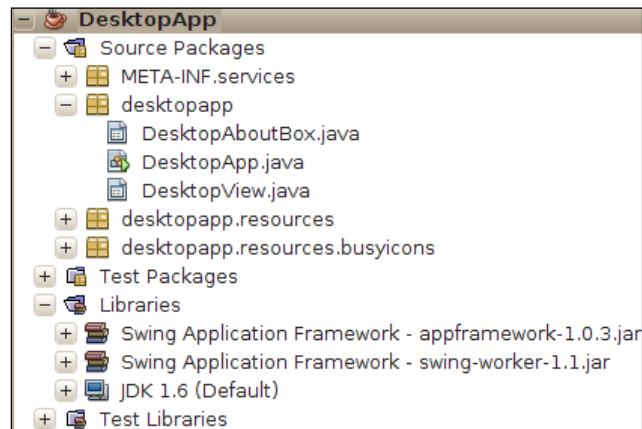 DesktopApp
Source Packages
META-INF.services
desktopapp
DesktopAboutBox.java
DesktopApp.java
DesktopView.java
desktopapp.resources
desktopapp.resources.busyicons
Test Packages
Libraries
Swing Application Framework - appframework-1.0.3.jar
Swing Application Framework - swing-worker-1.1.jar
JDK 1.6 (Default)
Test Libraries